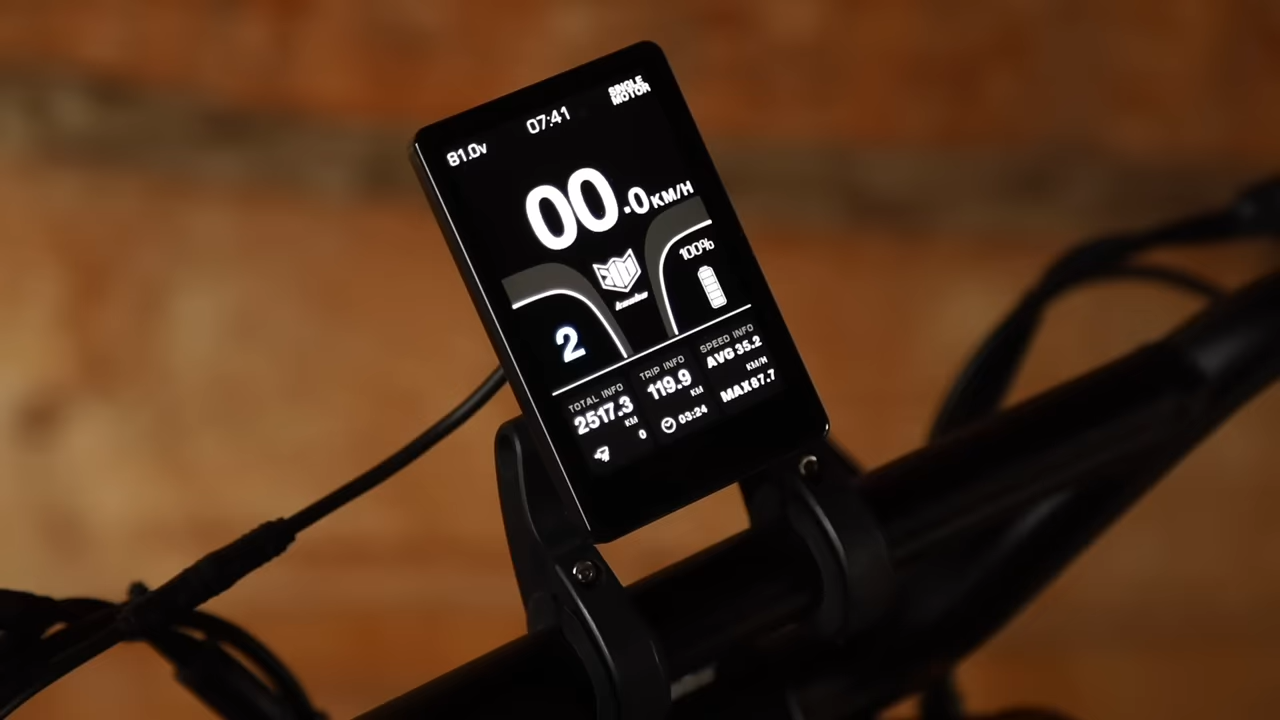 SINGLE
MOTOR
07:41
81.0v
00.0KM/H
100%
2
TOTAL INFO
2517.3
KM
0
TRIP INFO
119.9
KM
03:24
SPEED INFO
AVG 35.2
KM/H
MAX87.7